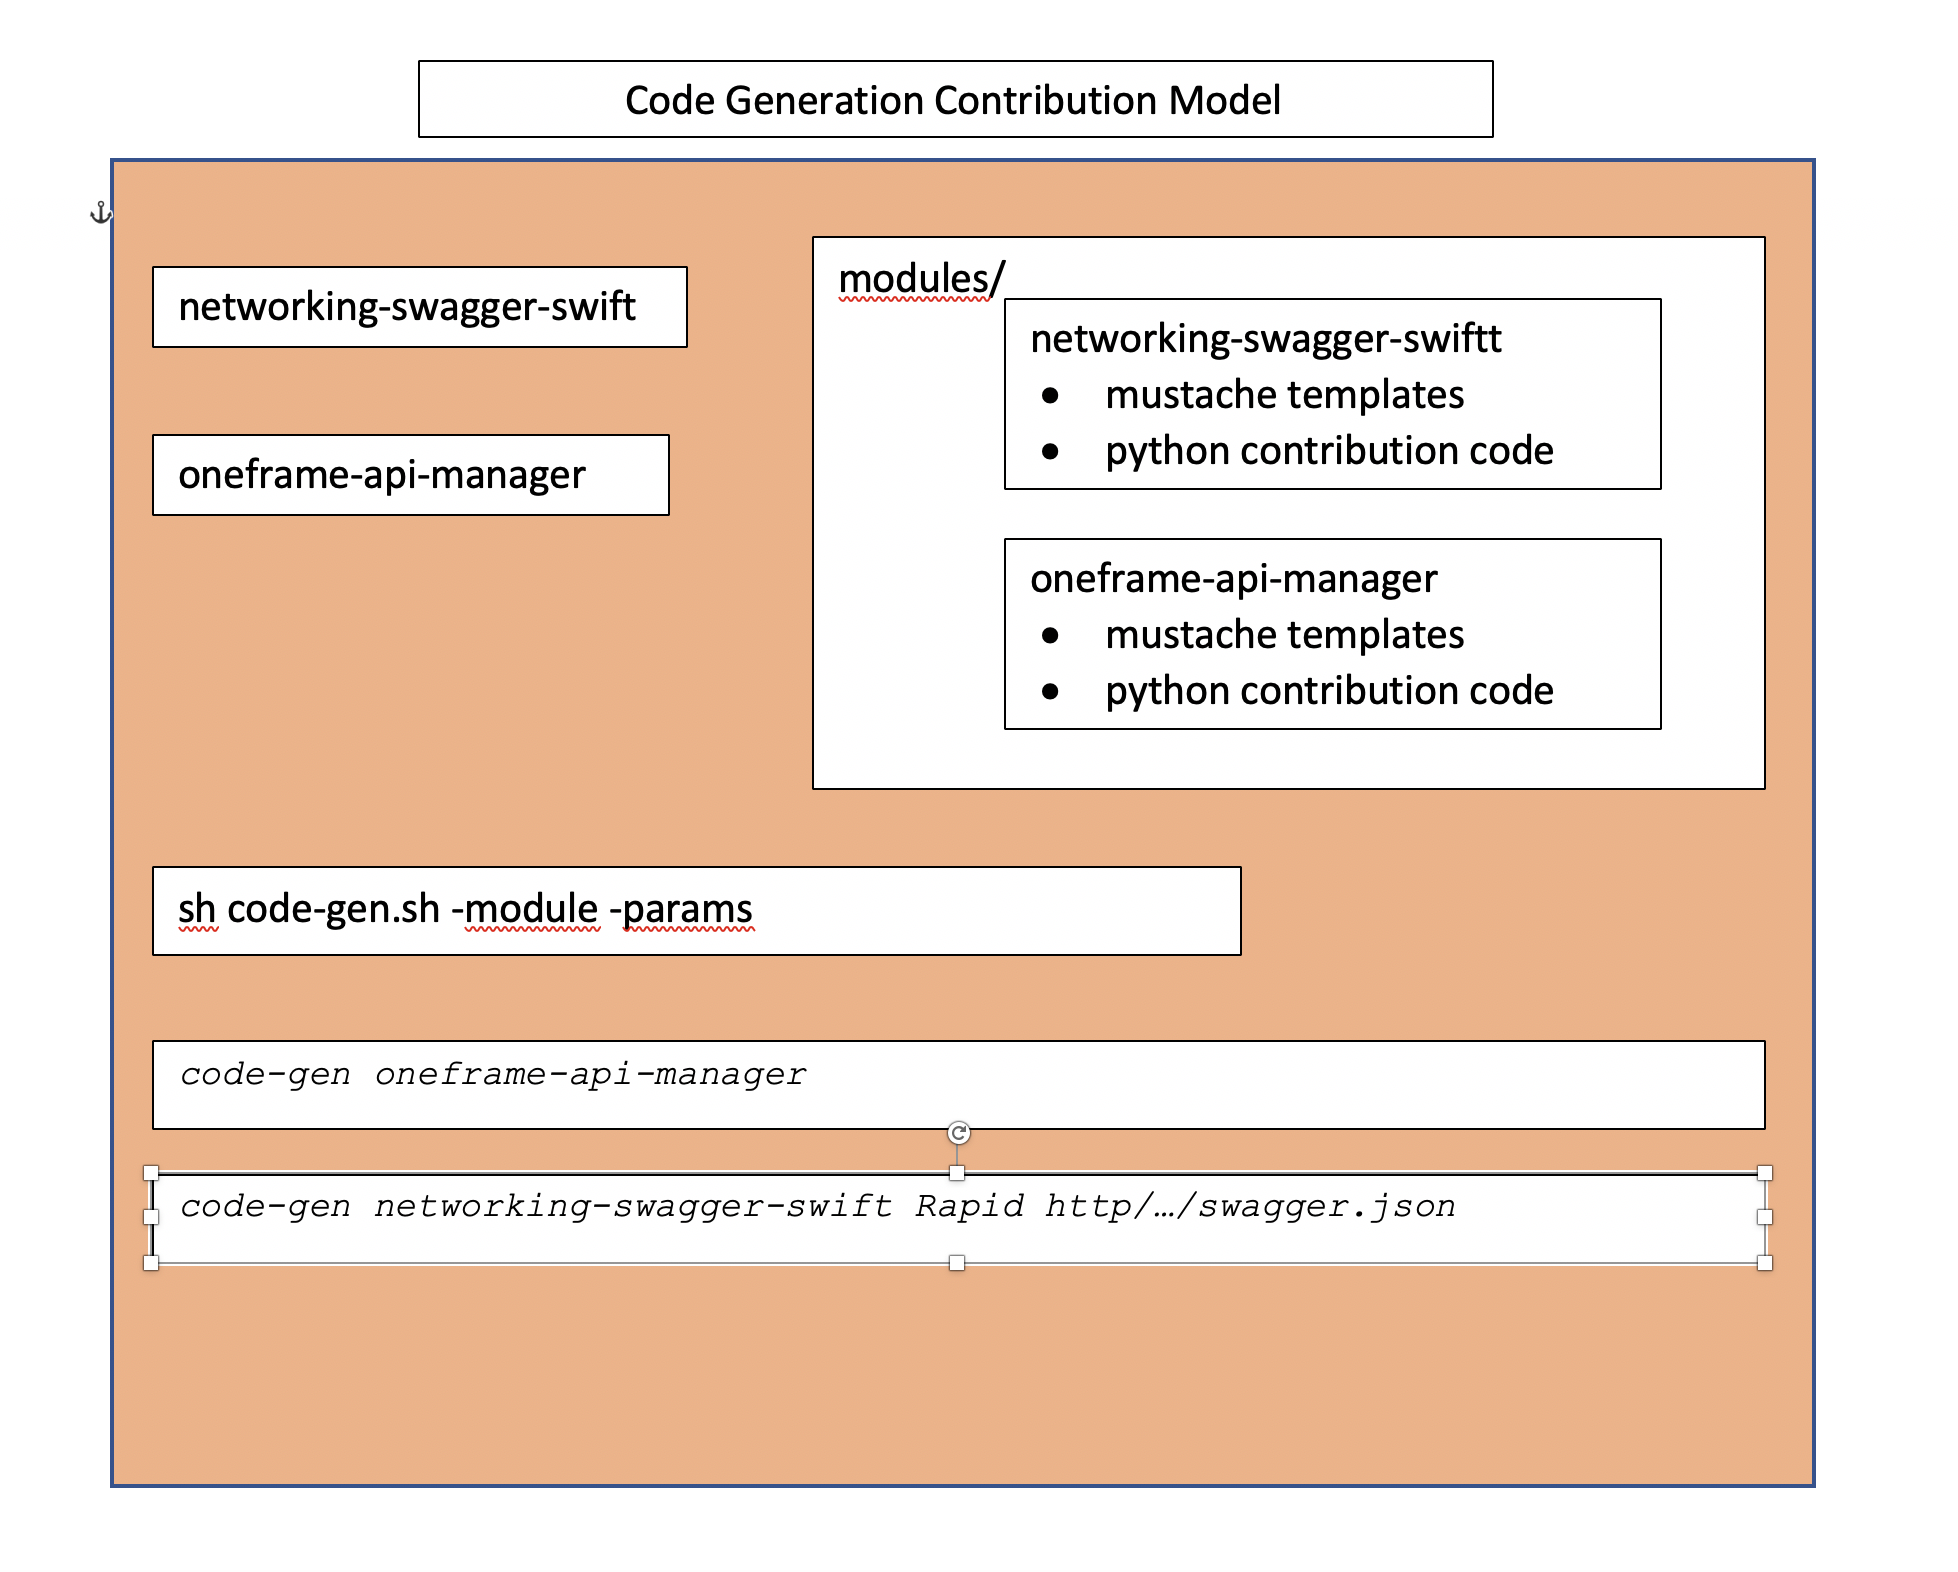 Code Generation Contribution Model
networking-swagger-swift
oneframe-api-manager
modules/
networking-swagger-swiftt
● mustache templates
● python contribution code
oneframe-api-manager
● mustache templates
● python contribution code
sh code-gen.sh -module -params
code-gen oneframe-api-manager
code-gen networking-swagger-swift Rapid http/…/swagger.json